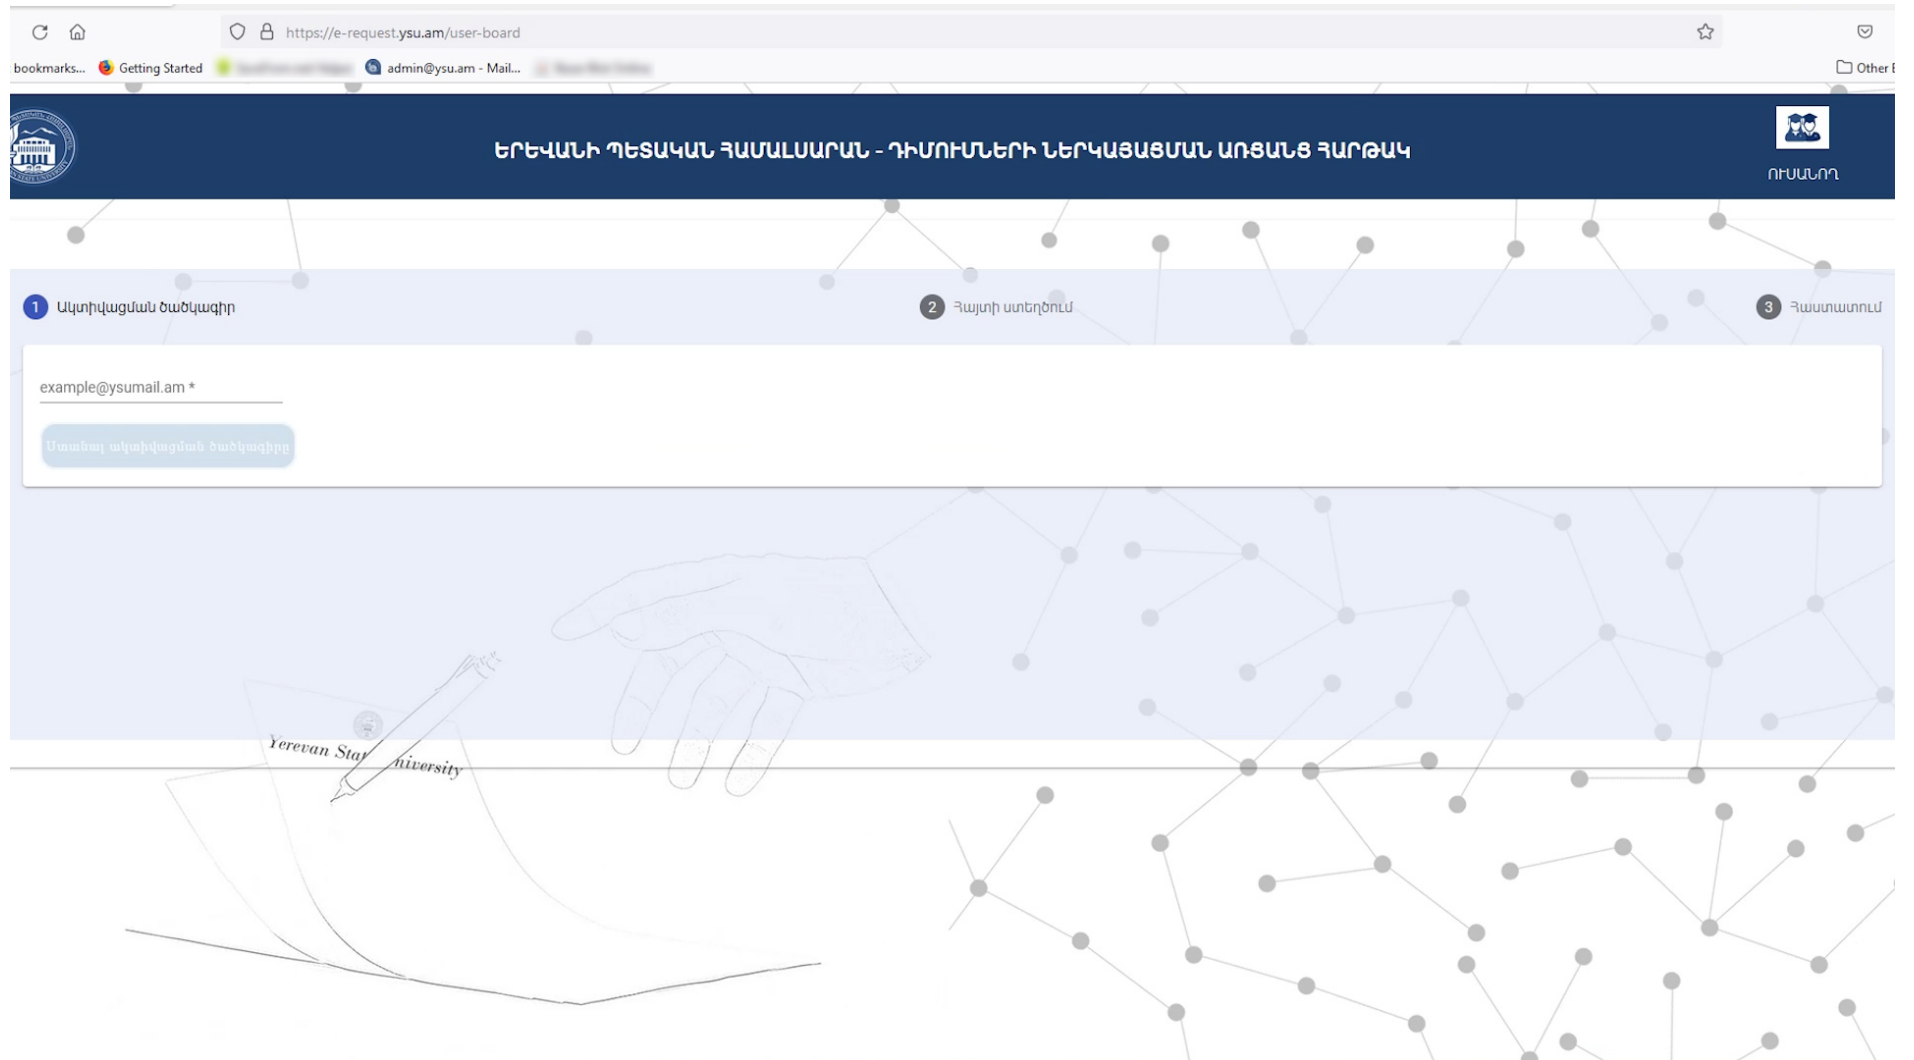 https://e-request.ysu.am/user-board
bookmarks... Getting Started admin@ysu.am - Mail... Other
ԵՐԵՎԱՆԻ ՊԵՏԱԿԱՆ ՀԱՄԱԼՍԱՐԱՆ - ԴԻՄՈՒՄՆԵՐԻ ՆԵՐԿԱՅԱՑՄԱՆ ԱՌՑԱՆՑ ՀԱՐԹԱԿ
ՈՒՍԱՆՈՂ
1 Ակտիվացման ծածկագիր 2 Հայտի ստեղծում 3 Հաստատում
example@ysumail.am *
Ստանալ ակտիվացման ծածկագիրը
Yerevan Stat niversity